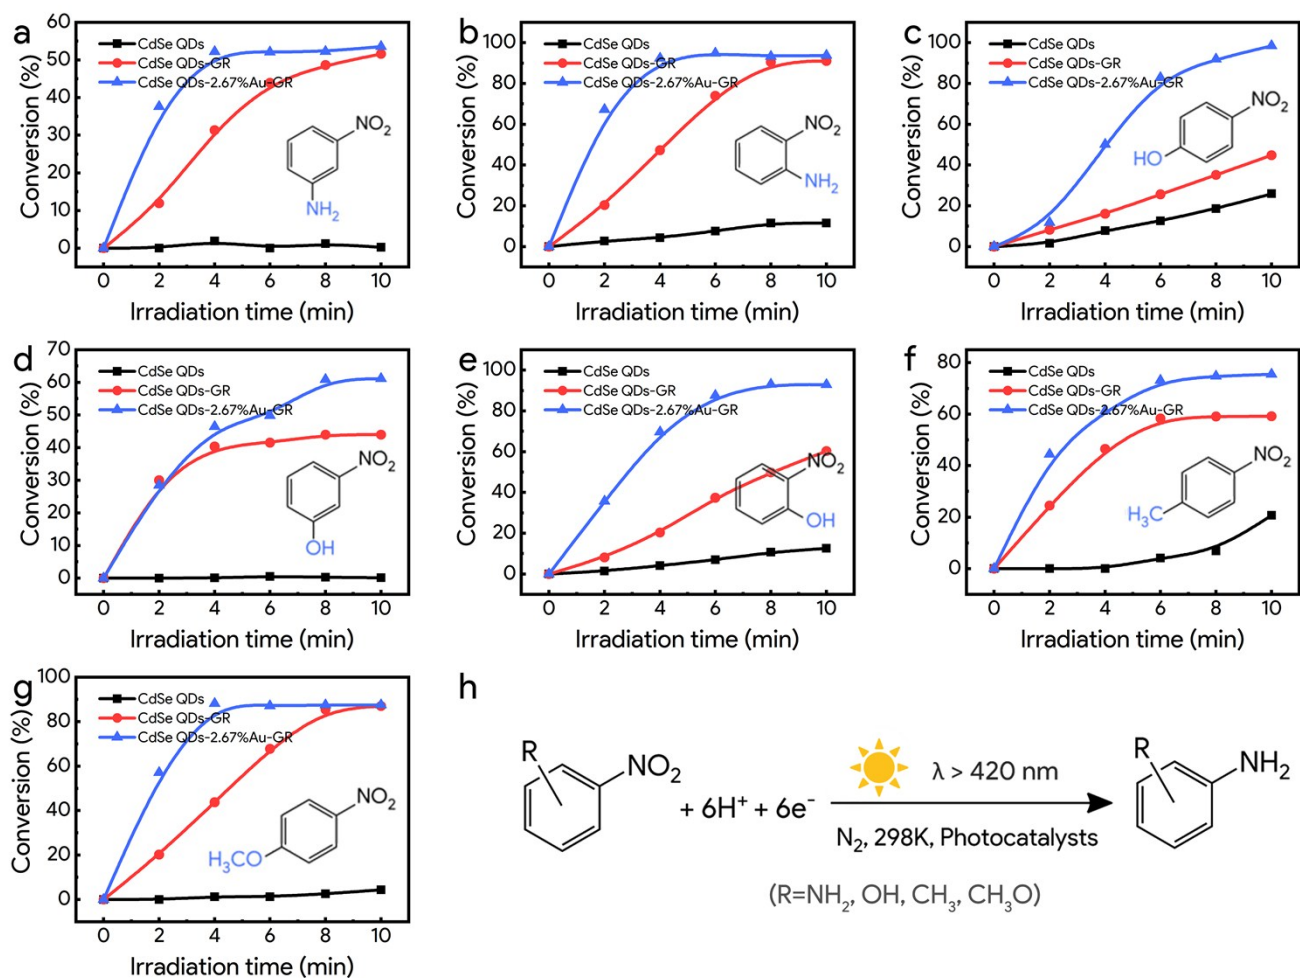 a
60
50
40
30
20
10
0
Conversion (%)
CdSe QDs
CdSe QDs-GR
CdSe QDs-2.67%Au-GR
NO₂
NH₂
0 2 4 6 8 10
Irradiation time (min)
b
100
80
60
40
20
0
Conversion (%)
CdSe QDs
CdSe QDs-GR
CdSe QDs-2.67%Au-GR
NO₂
NH₂
0 2 4 6 8 10
Irradiation time (min)
c
100
80
60
40
20
0
Conversion (%)
CdSe QDs
CdSe QDs-GR
CdSe QDs-2.67%Au-GR
NO₂
HO
0 2 4 6 8 10
Irradiation time (min)
d
70
60
50
40
30
20
10
0
Conversion (%)
CdSe QDs
CdSe QDs-GR
CdSe QDs-2.67%Au-GR
NO₂
OH
0 2 4 6 8 10
Irradiation time (min)
e
100
80
60
40
20
0
Conversion (%)
CdSe QDs
CdSe QDs-GR
CdSe QDs-2.67%Au-GR
NO₂
OH
0 2 4 6 8 10
Irradiation time (min)
f
80
60
40
20
0
Conversion (%)
CdSe QDs
CdSe QDs-GR
CdSe QDs-2.67%Au-GR
NO₂
H₃C
0 2 4 6 8 10
Irradiation time (min)
g
100
80
60
40
20
0
Conversion (%)
CdSe QDs
CdSe QDs-GR
CdSe QDs-2.67%Au-GR
NO₂
H₃CO
0 2 4 6 8 10
Irradiation time (min)
h
R
NO₂
+ 6H⁺ + 6e⁻
λ > 420 nm
N₂, 298K, Photocatalysts
R
NH₂
(R=NH₂, OH, CH₃, CH₃O)